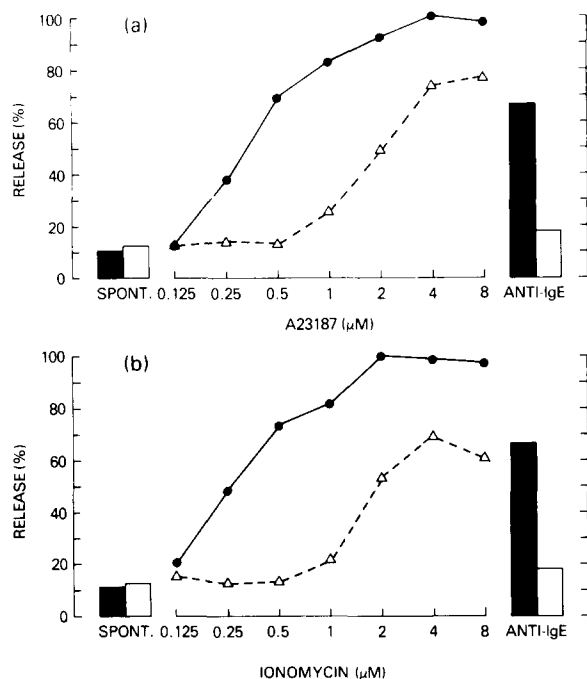 (a)
100
80
60
40
20
0
RELEASE (%)
SPONT. 0.125 0.25 0.5 1 2 4 8 ANTI-IgE
A23187 (μM)
(b)
100
80
60
40
20
0
RELEASE (%)
SPONT. 0.125 0.25 0.5 1 2 4 8 ANTI-IgE
IONOMYCIN (μM)